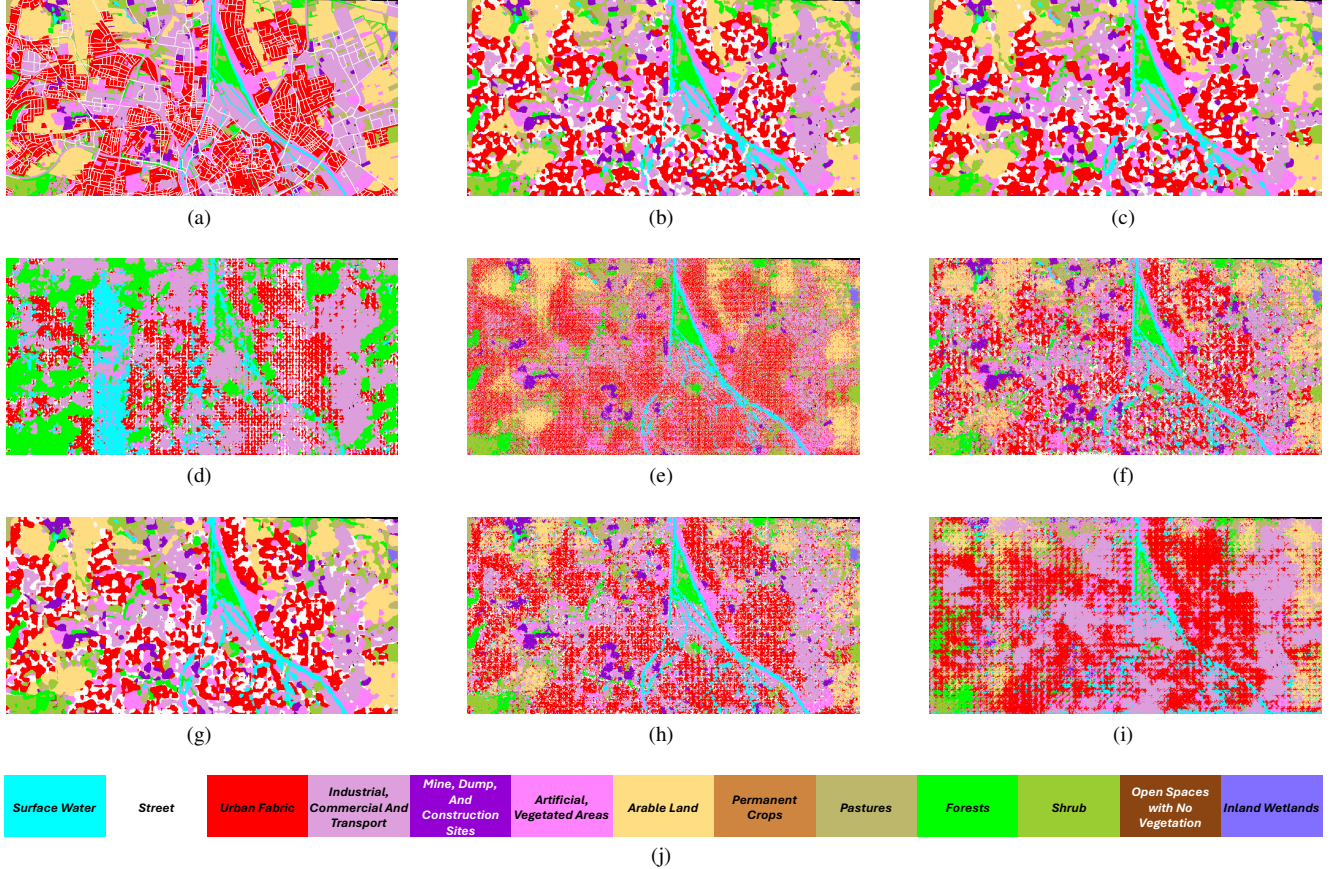 (a)
(b)
(c)
(d)
(e)
(f)
(g)
(h)
(i)
Surface Water
Street
Urban Fabric
Industrial,
Commercial And
Transport
Mine, Dump,
And
Construction
Sites
Artificial,
Vegetated Areas
Arable Land
Permanent
Crops
Pastures
Forests
Shrub
Open Spaces
with No
Vegetation
Inland Wetlands
(j)